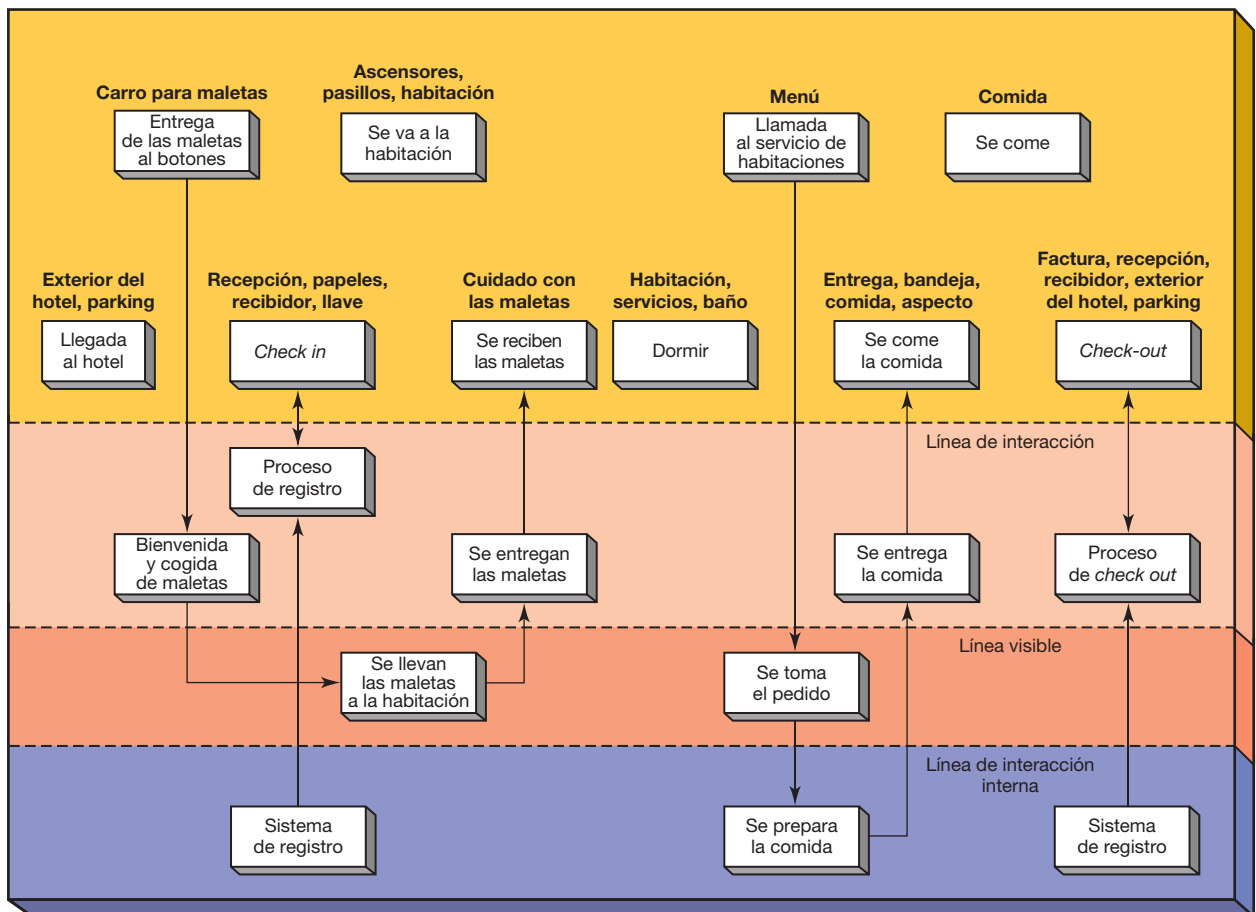 Carro para maletas
Entrega
de las maletas
al botones
Ascensores,
pasillos, habitación
Se va a la
habitación
Menú
Llamada
al servicio de
habitaciones
Comida
Se come
Exterior del
hotel, parking
Llegada
al hotel
Recepción, papeles,
recibidor, llave
Check in
Cuidado con
las maletas
Se reciben
las maletas
Habitación,
servicios, baño
Dormir
Entrega, bandeja,
comida, aspecto
Se come
la comida
Factura, recepción,
recibidor, exterior
del hotel, parking
Check-out
Línea de interacción
Proceso
de registro
Bienvenida
y cogida
de maletas
Se entregan
las maletas
Se entrega
la comida
Proceso
de check out
Línea visible
Se llevan
las maletas
a la habitación
Se toma
el pedido
Línea de interacción
interna
Sistema
de registro
Se prepara
la comida
Sistema
de registro